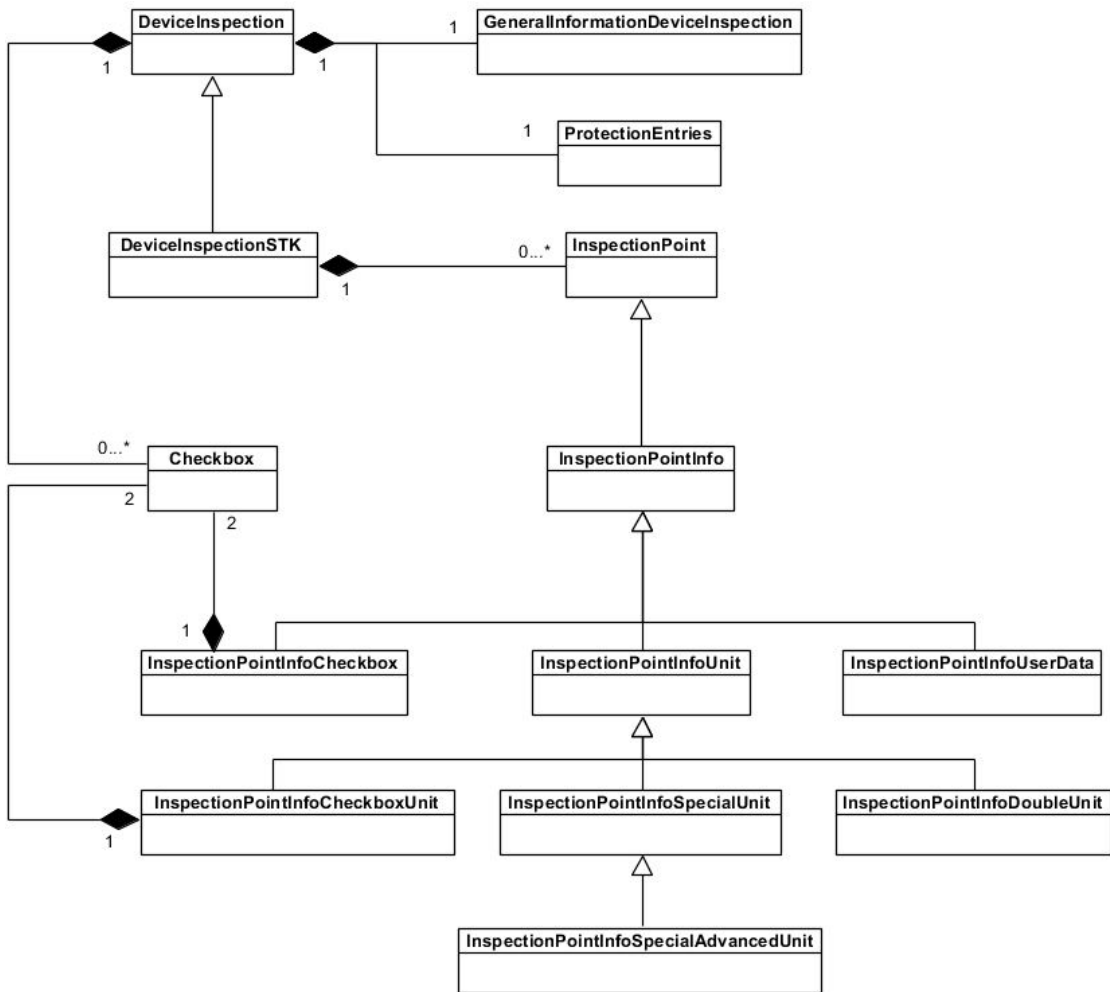 DeviceInspection
GeneralInformationDeviceInspection
1
1
1
ProtectionEntries
1
DeviceInspectionSTK
InspectionPoint
0...*
1
0...*
Checkbox
InspectionPointInfo
2
2
1
InspectionPointInfoCheckbox
InspectionPointInfoUnit
InspectionPointInfoUserData
InspectionPointInfoCheckboxUnit
InspectionPointInfoSpecialUnit
InspectionPointInfoDoubleUnit
1
InspectionPointInfoSpecialAdvancedUnit